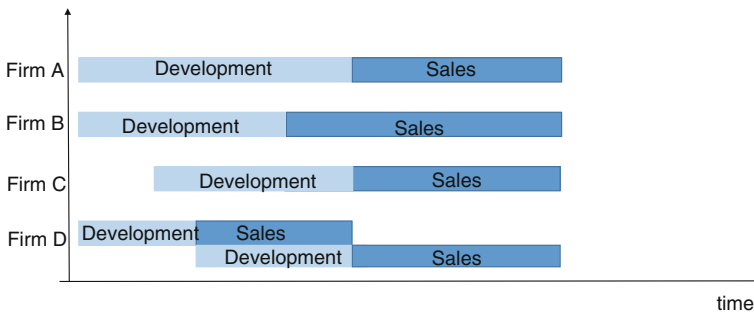 Firm A Development Sales
Firm B Development Sales
Firm C Development Sales
Firm D Development Sales
Development Sales
time